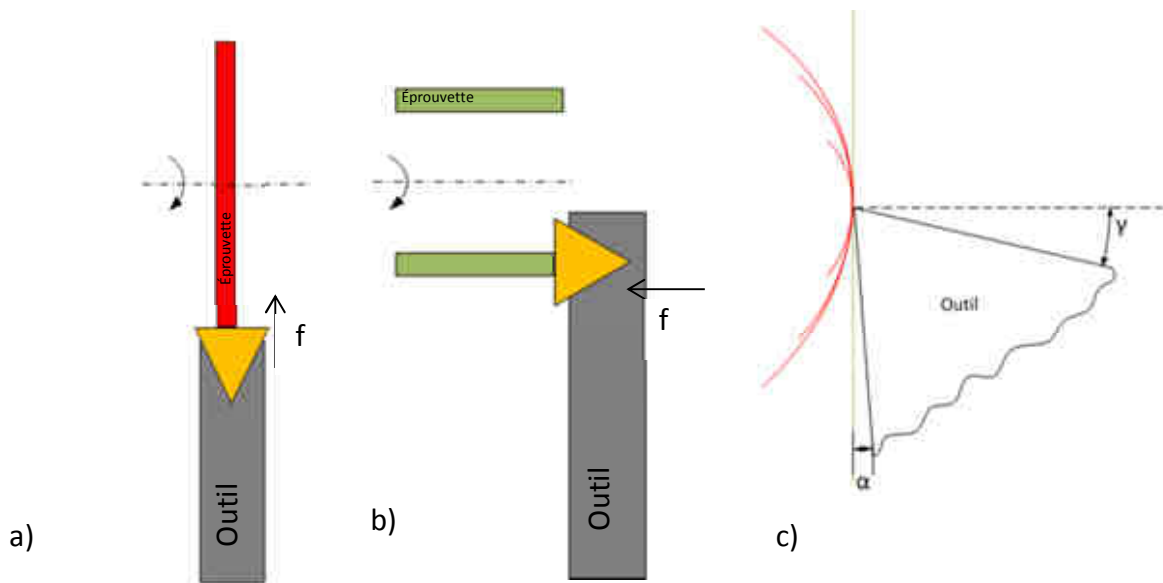 Éprouvette
f
Outil
a)
Éprouvette
f
Outil
b)
γ
Outil
α
c)